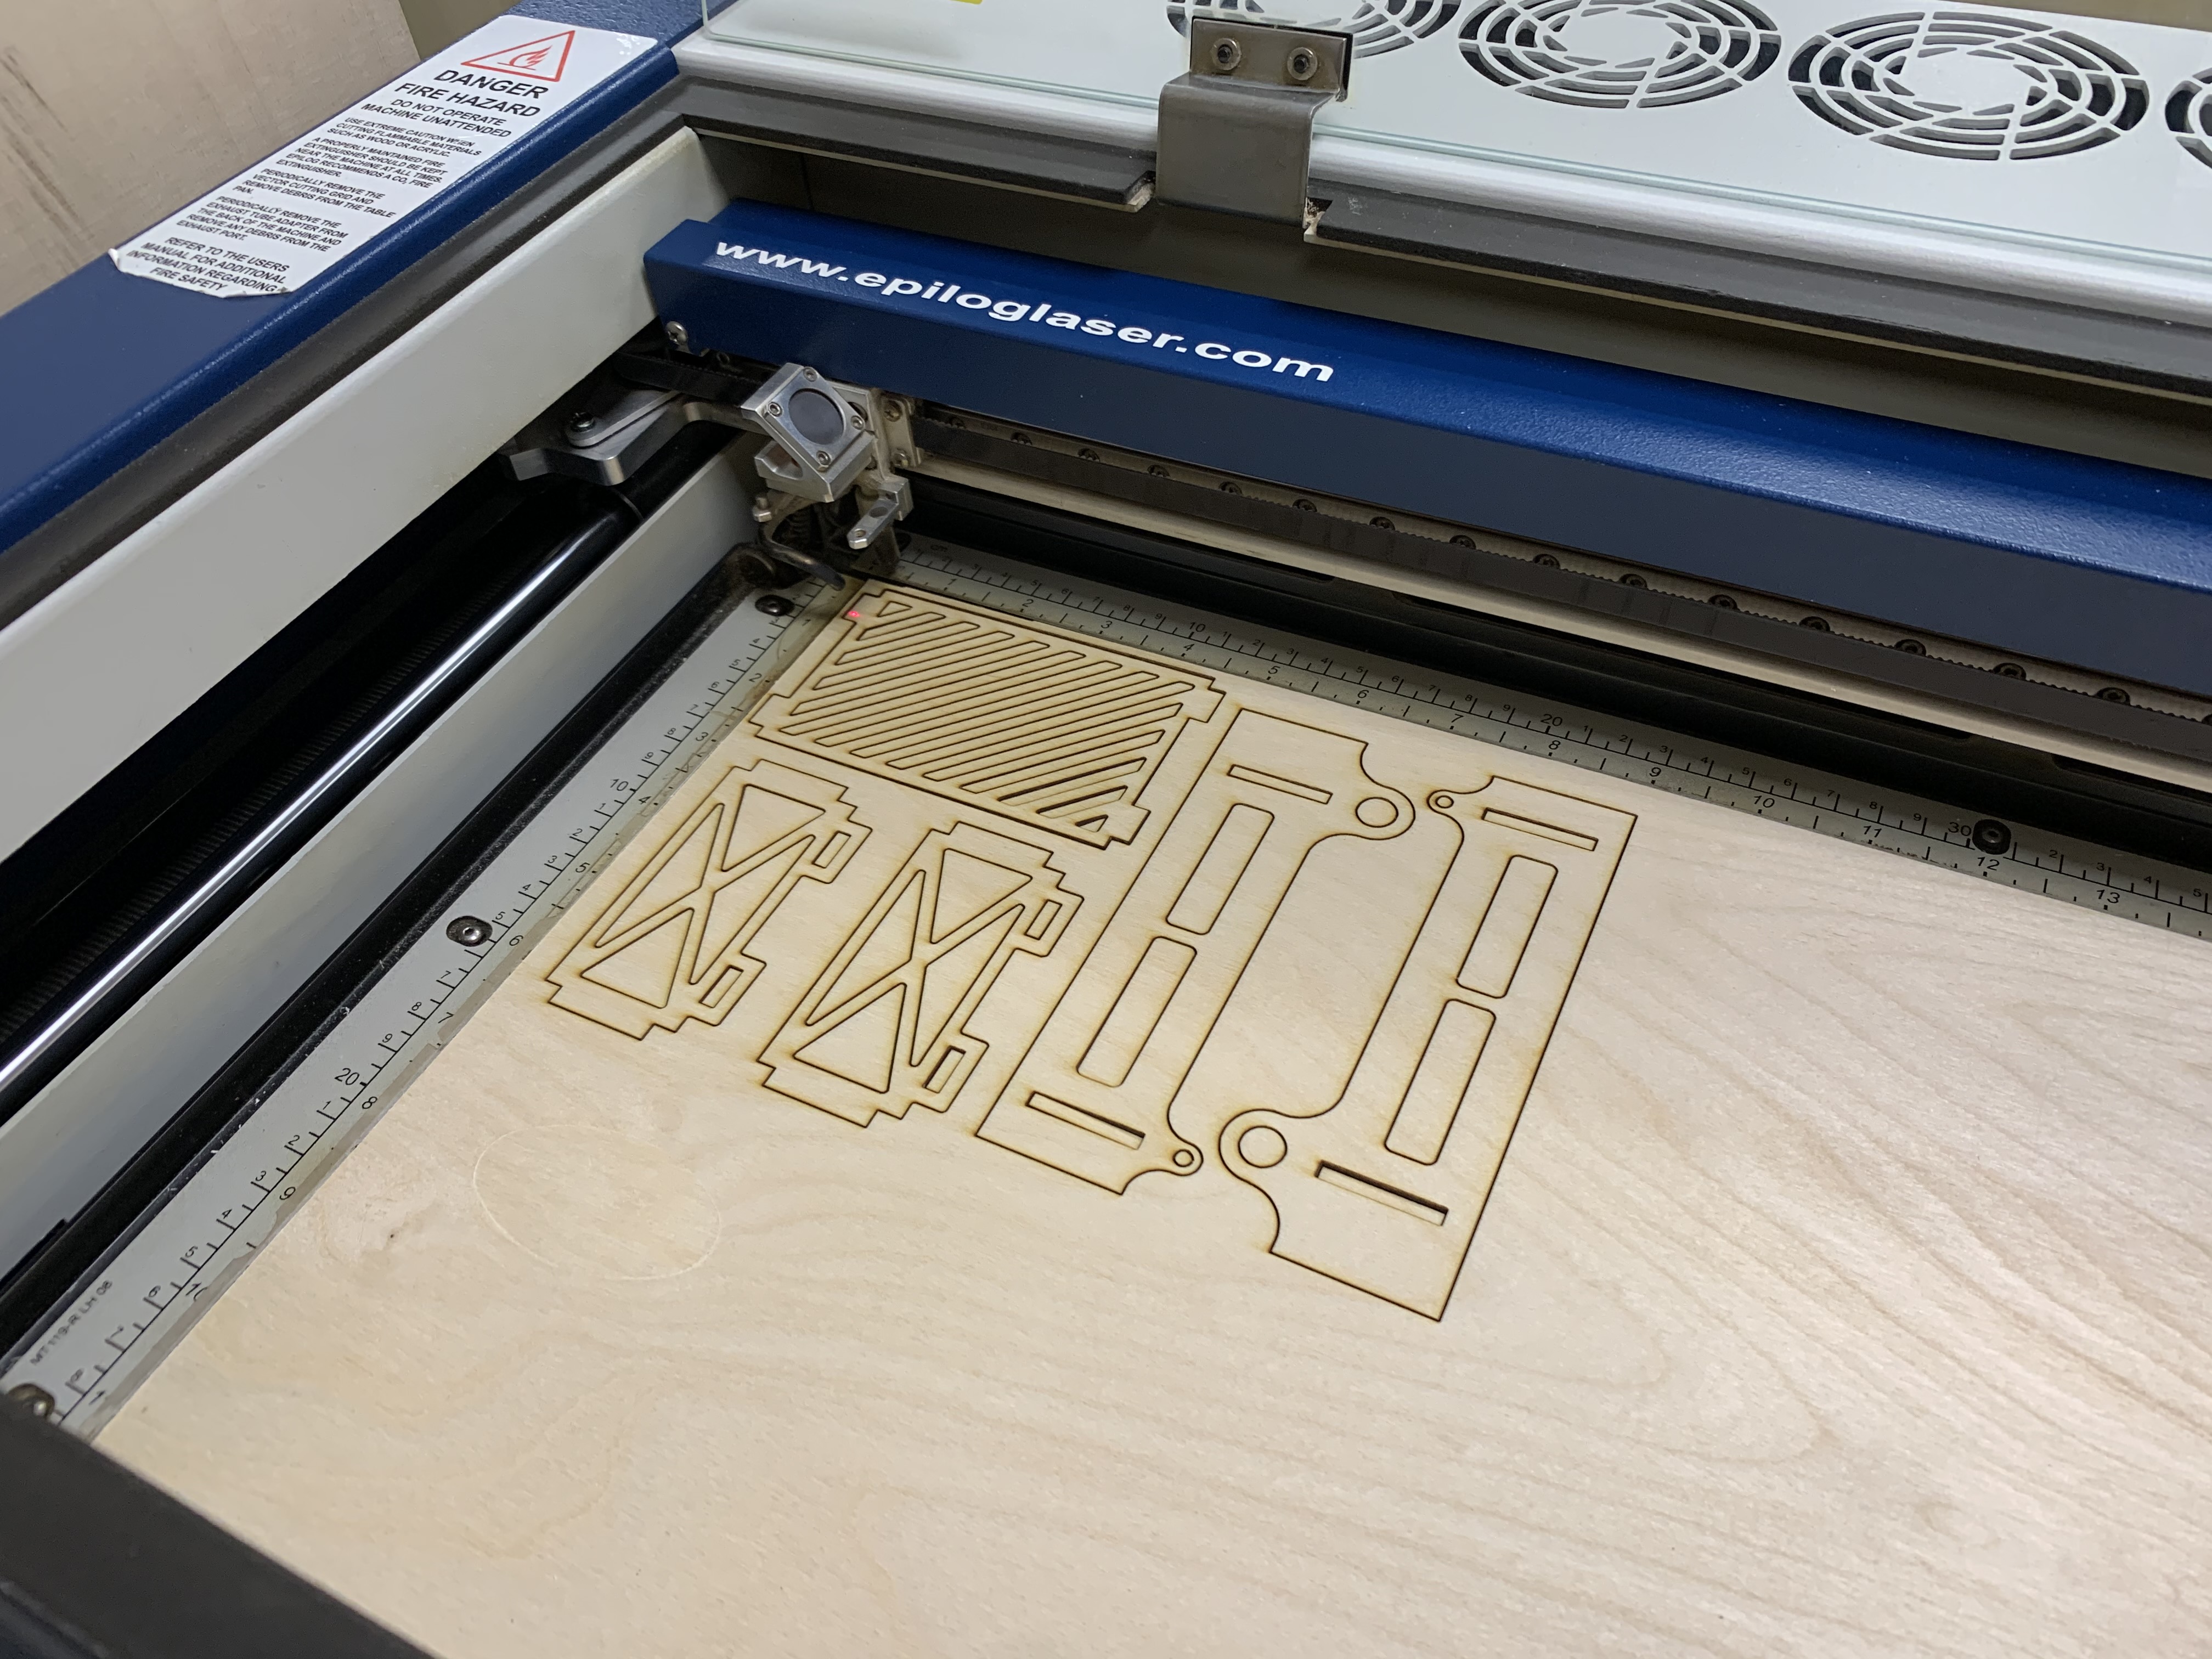 DANGER
FIRE HAZARD
DO NOT OPERATE
MACHINE UNATTENDED
USE EXTREME CAUTION WHEN
CUTTING FLAMMABLE MATERIALS
SUCH AS WOOD OR ACRYLIC.
A PROPERLY MAINTAINED FIRE
EXTINGUISHER SHOULD BE KEPT
NEAR THE MACHINE AT ALL TIMES.
EPILOG RECOMMENDS A CO2 FIRE
EXTINGUISHER.
PERIODICALLY REMOVE THE
VECTOR CUTTING GRID AND
REMOVE DEBRIS FROM THE TABLE
PAN.
PERIODICALLY REMOVE THE
EXHAUST TUBE ADAPTER FROM
THE BACK OF THE MACHINE AND
REMOVE ANY DEBRIS FROM THE
EXHAUST PORT.
REFER TO THE USERS
MANUAL FOR ADDITIONAL
INFORMATION REGARDING
FIRE SAFETY
www.epiloglaser.com
cm
1 2 3 4 5 6 7 8 9 10 11 12 13
10 20 30
1 2 3 4 5 6 7 8 9 10
10 20